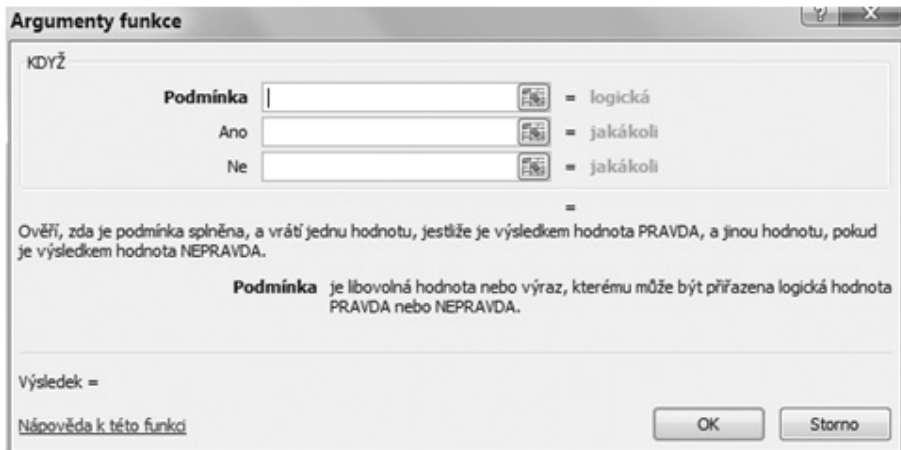 Argumenty funkce
?
X
KDYŽ
Podmínka = logická
Ano = jakákoli
Ne = jakákoli
=
Ověří, zda je podmínka splněna, a vrátí jednu hodnotu, jestliže je výsledkem hodnota PRAVDA, a jinou hodnotu, pokud
je výsledkem hodnota NEPRAVDA.
Podmínka je libovolná hodnota nebo výraz, kterému může být přiřazena logická hodnota
PRAVDA nebo NEPRAVDA.
Výsledek =
Nápověda k této funkci
OK
Storno